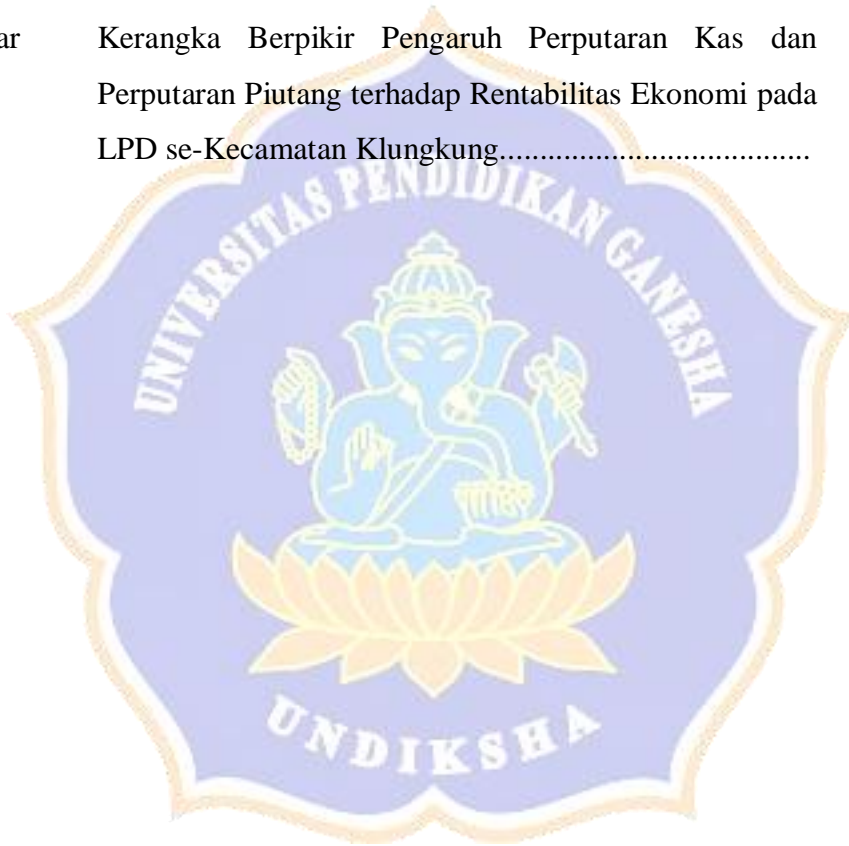 ar Kerangka Berpikir Pengaruh Perputaran Kas dan
Perputaran Piutang terhadap Rentabilitas Ekonomi pada
LPD se-Kecamatan Klungkung......................................
UNIVERSITAS PENDIDIKAN GANESHA
UNDIKSHA